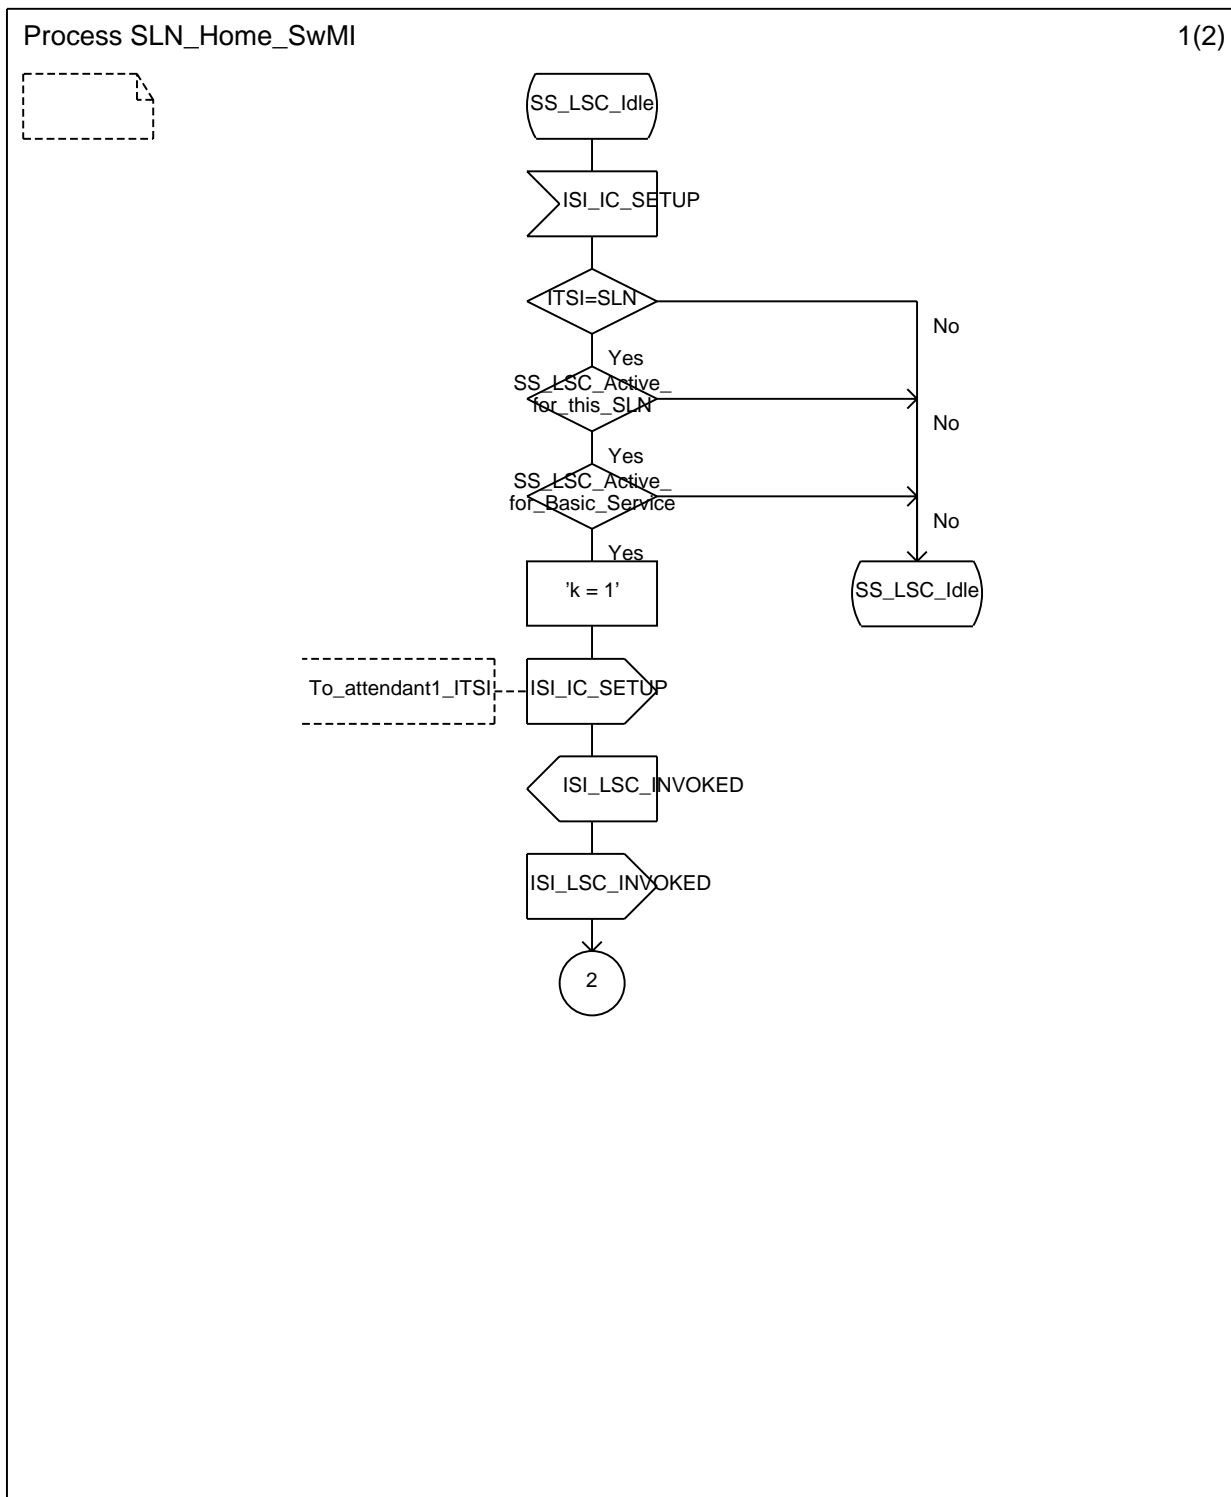 Process SLN_Home_SwMI
1(2)
SS_LSC_Idle
ISI_IC_SETUP
ITSI=SLN
No
Yes
SS_LSC_Active_
for_this_SLN
No
Yes
SS_LSC_Active_
for_Basic_Service
No
Yes
’k = 1’
SS_LSC_Idle
To_attendant1_ITSI
ISI_IC_SETUP
ISI_LSC_INVOKED
ISI_LSC_INVOKED
2